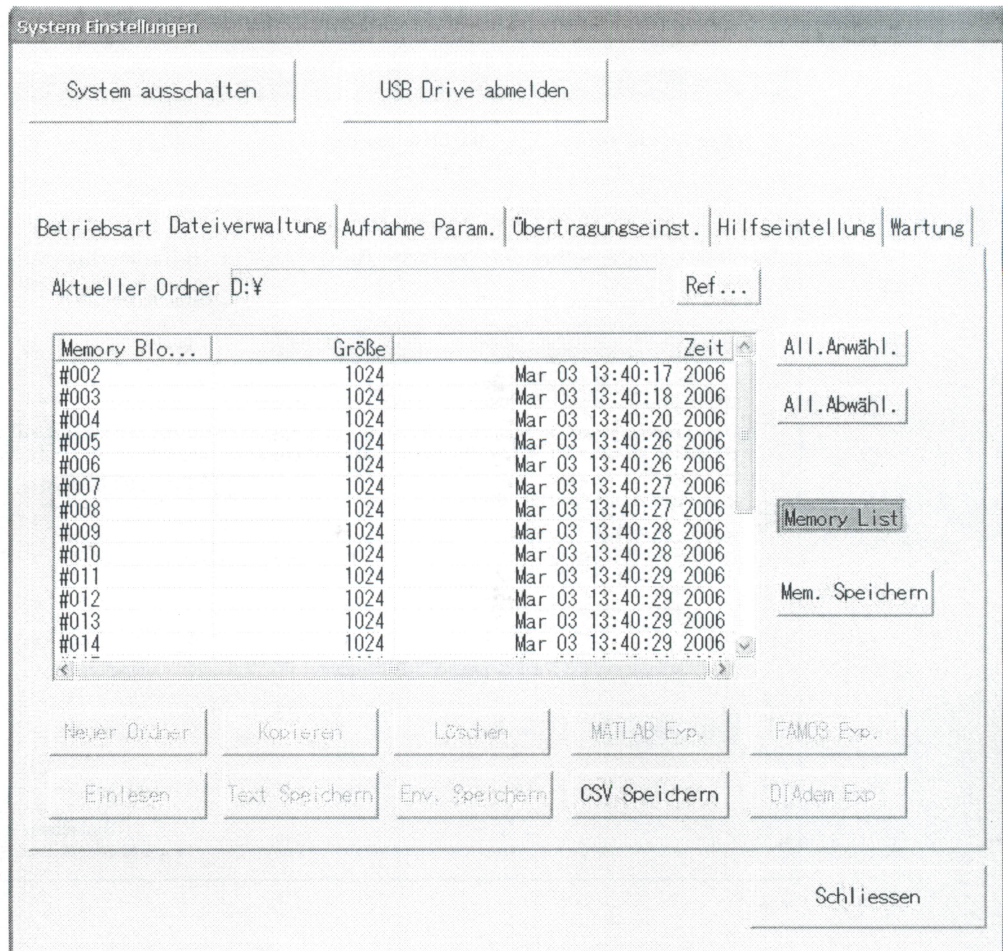 System Einstellungen
System ausschalten USB Drive abmelden
Betriebsart Dateiverwaltung Aufnahme Param. Übertragungseinst. Hilfseintellung Wartung
Aktueller Ordner D:¥ Ref...
Memory Blo... Größe Zeit All.Anwähl.
#002 1024 Mar 03 13:40:17 2006
#003 1024 Mar 03 13:40:18 2006
#004 1024 Mar 03 13:40:20 2006 All.Abwähl.
#005 1024 Mar 03 13:40:26 2006
#006 1024 Mar 03 13:40:26 2006
#007 1024 Mar 03 13:40:27 2006
#008 1024 Mar 03 13:40:27 2006
#009 1024 Mar 03 13:40:28 2006 Memory List
#010 1024 Mar 03 13:40:28 2006
#011 1024 Mar 03 13:40:29 2006
#012 1024 Mar 03 13:40:29 2006 Mem. Speichern
#013 1024 Mar 03 13:40:29 2006
#014 1024 Mar 03 13:40:29 2006
Neuer Ordner Kopieren Löschen MATLAB Exp. FAMOS Exp.
Einlesen Text Speichern Env. Speichern CSV Speichern DIAdem Exp
Schliessen